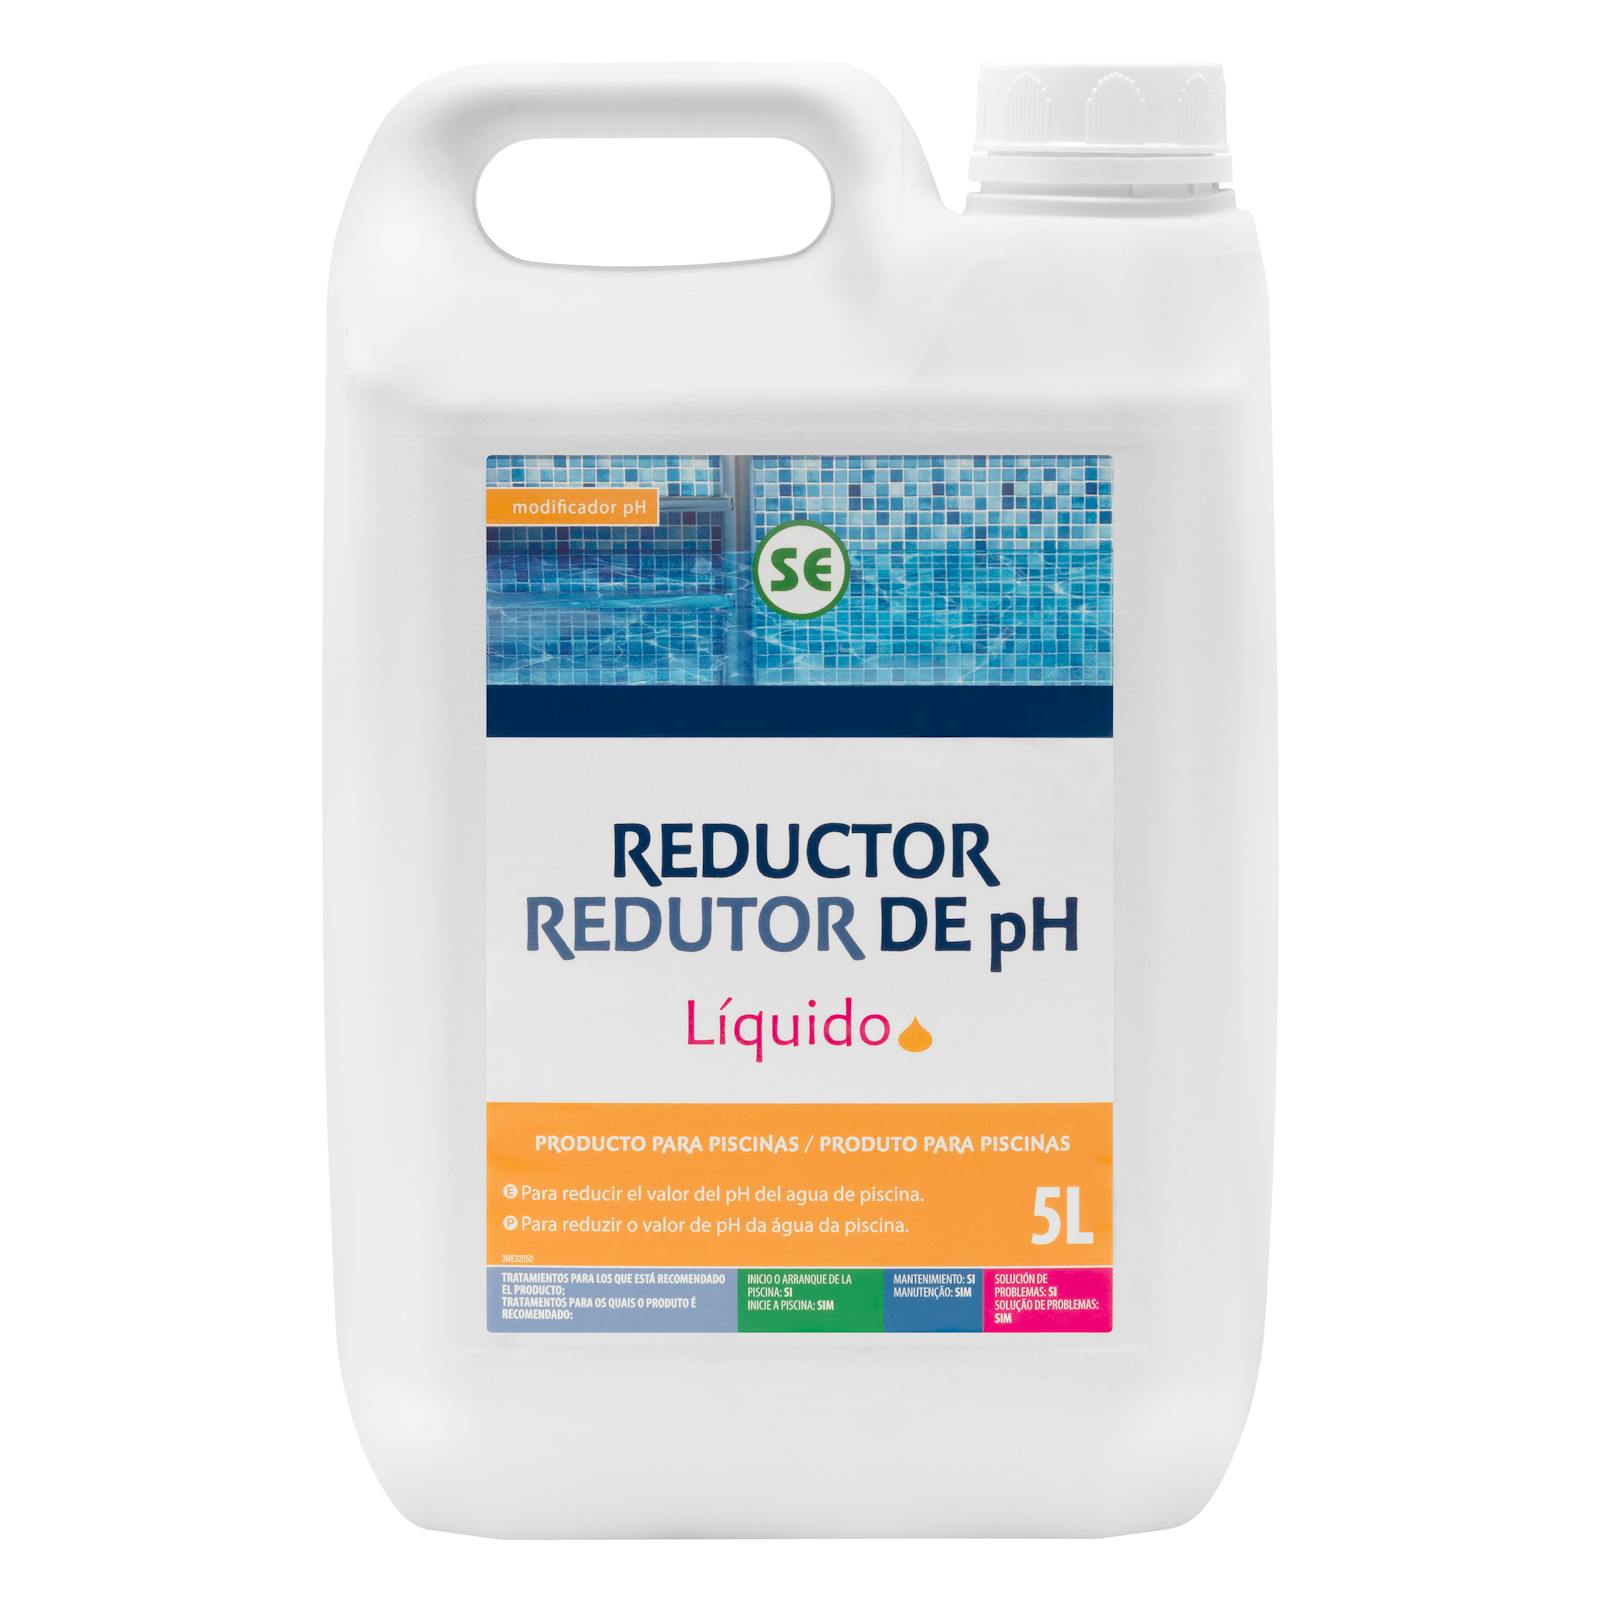 modificador pH
SE
REDUCTOR
REDUTOR DE pH
Líquido
PRODUCTO PARA PISCINAS / PRODUTO PARA PISCINAS
E Para reducir el valor del pH del agua de piscina.
P Para reduzir o valor de pH da água da piscina.
5L
3ME3205D
TRATAMIENTOS PARA LOS QUE ESTÁ RECOMENDADO
EL PRODUCTO;
TRATAMENTOS PARA OS QUAIS O PRODUTO É
RECOMENDADO:
INICIO O ARRANQUE DE LA
PISCINA: SI
INICIE A PISCINA: SIM
MANTENIMIENTO: SI
MANUTENÇÃO: SIM
SOLUCIÓN DE
PROBLEMAS: SI
SOLUÇÃO DE PROBLEMAS:
SIM